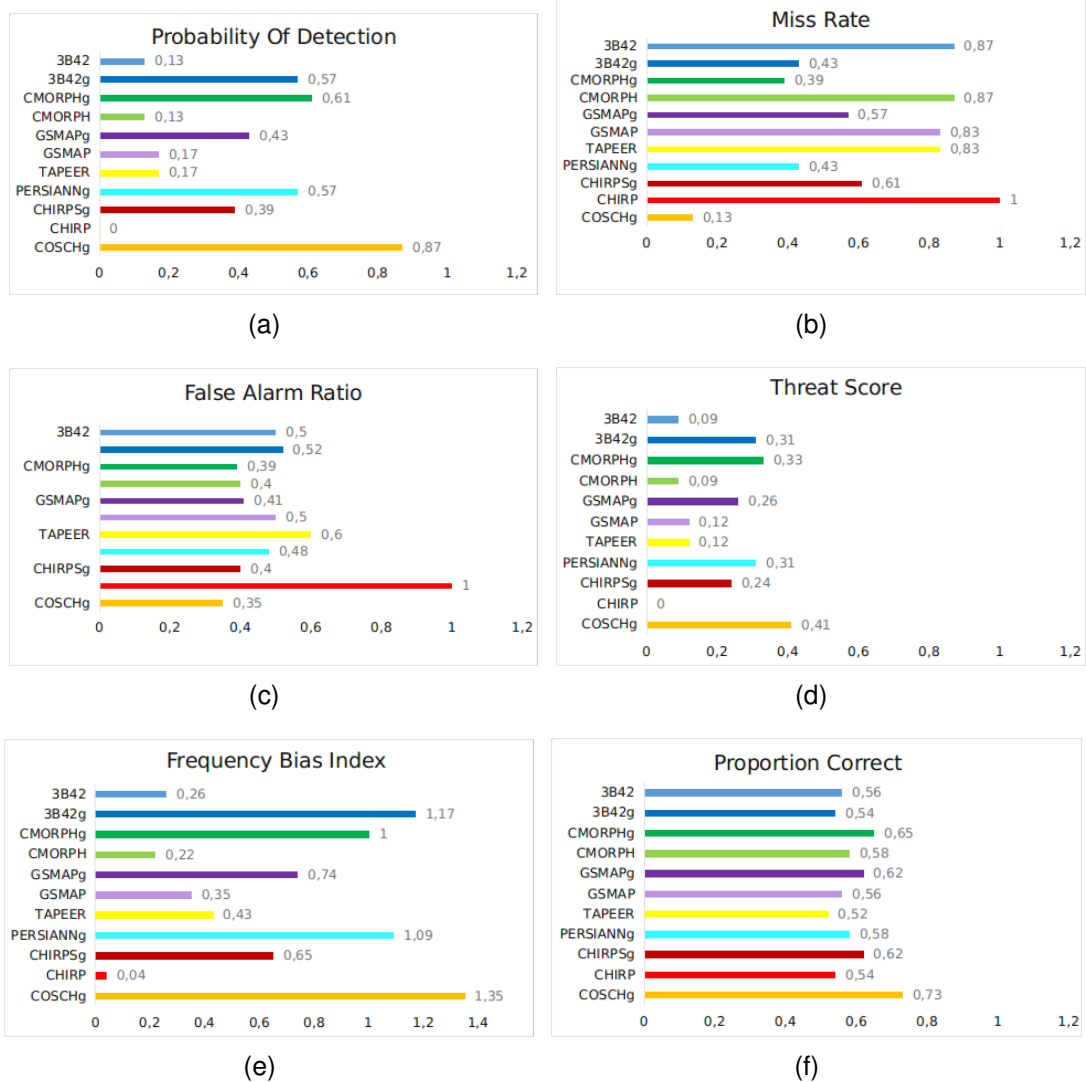 Probability Of Detection
3B42 0,13
3B42g 0,57
CMORPHg 0,61
CMORPH 0,13
GSMAPg 0,43
GSMAP 0,17
TAPEER 0,17
PERSIANNg 0,57
CHIRPSg 0,39
CHIRP 0
COSCHg 0,87
0 0,2 0,4 0,6 0,8 1 1,2
(a)
Miss Rate
3B42 0,87
3B42g 0,43
CMORPHg 0,39
CMORPH 0,87
GSMAPg 0,57
GSMAP 0,83
TAPEER 0,83
PERSIANNg 0,43
CHIRPSg 0,61
CHIRP 1
COSCHg 0,13
0 0,2 0,4 0,6 0,8 1 1,2
(b)
False Alarm Ratio
3B42 0,5
0,52
CMORPHg 0,39
0,4
GSMAPg 0,41
0,5
TAPEER 0,6
0,48
CHIRPSg 0,4
1
COSCHg 0,35
0 0,2 0,4 0,6 0,8 1 1,2
(c)
Threat Score
3B42 0,09
3B42g 0,31
CMORPHg 0,33
CMORPH 0,09
GSMAPg 0,26
GSMAP 0,12
TAPEER 0,12
PERSIANNg 0,31
CHIRPSg 0,24
CHIRP 0
COSCHg 0,41
0 0,2 0,4 0,6 0,8 1 1,2
(d)
Frequency Bias Index
3B42 0,26
3B42g 1,17
CMORPHg 1
CMORPH 0,22
GSMAPg 0,74
GSMAP 0,35
TAPEER 0,43
PERSIANNg 1,09
CHIRPSg 0,65
CHIRP 0,04
COSCHg 1,35
0 0,2 0,4 0,6 0,8 1 1,2 1,4
(e)
Proportion Correct
3B42 0,56
3B42g 0,54
CMORPHg 0,65
CMORPH 0,58
GSMAPg 0,62
GSMAP 0,56
TAPEER 0,52
PERSIANNg 0,58
CHIRPSg 0,62
CHIRP 0,54
COSCHg 0,73
0 0,2 0,4 0,6 0,8 1 1,2
(f)